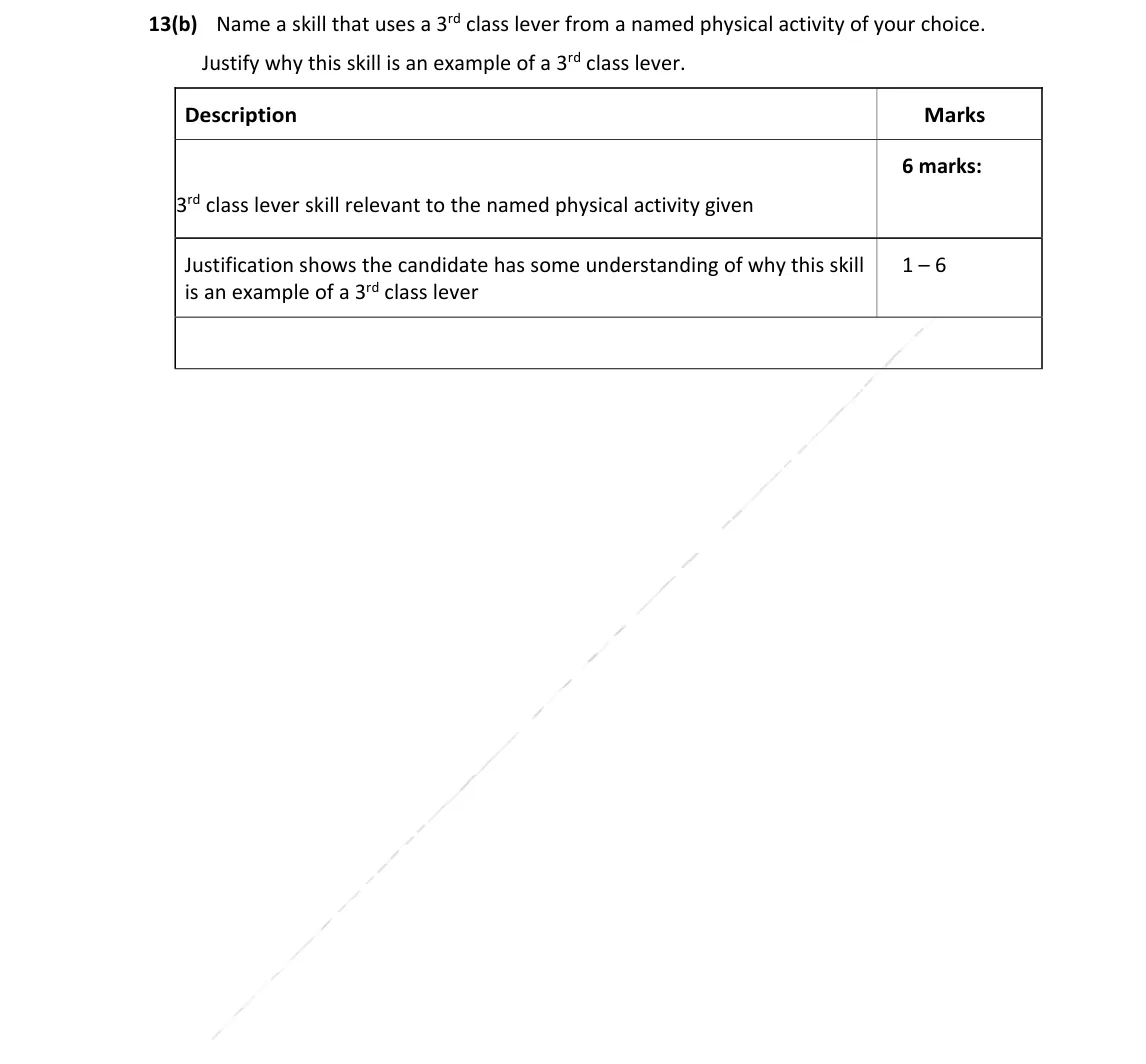 13(b) Name a skill that uses a 3rd class lever from a named physical activity of your choice.
Justify why this skill is an example of a 3rd class lever.
Description Marks
6 marks:
3rd class lever skill relevant to the named physical activity given
Justification shows the candidate has some understanding of why this skill 1 – 6
is an example of a 3rd class lever